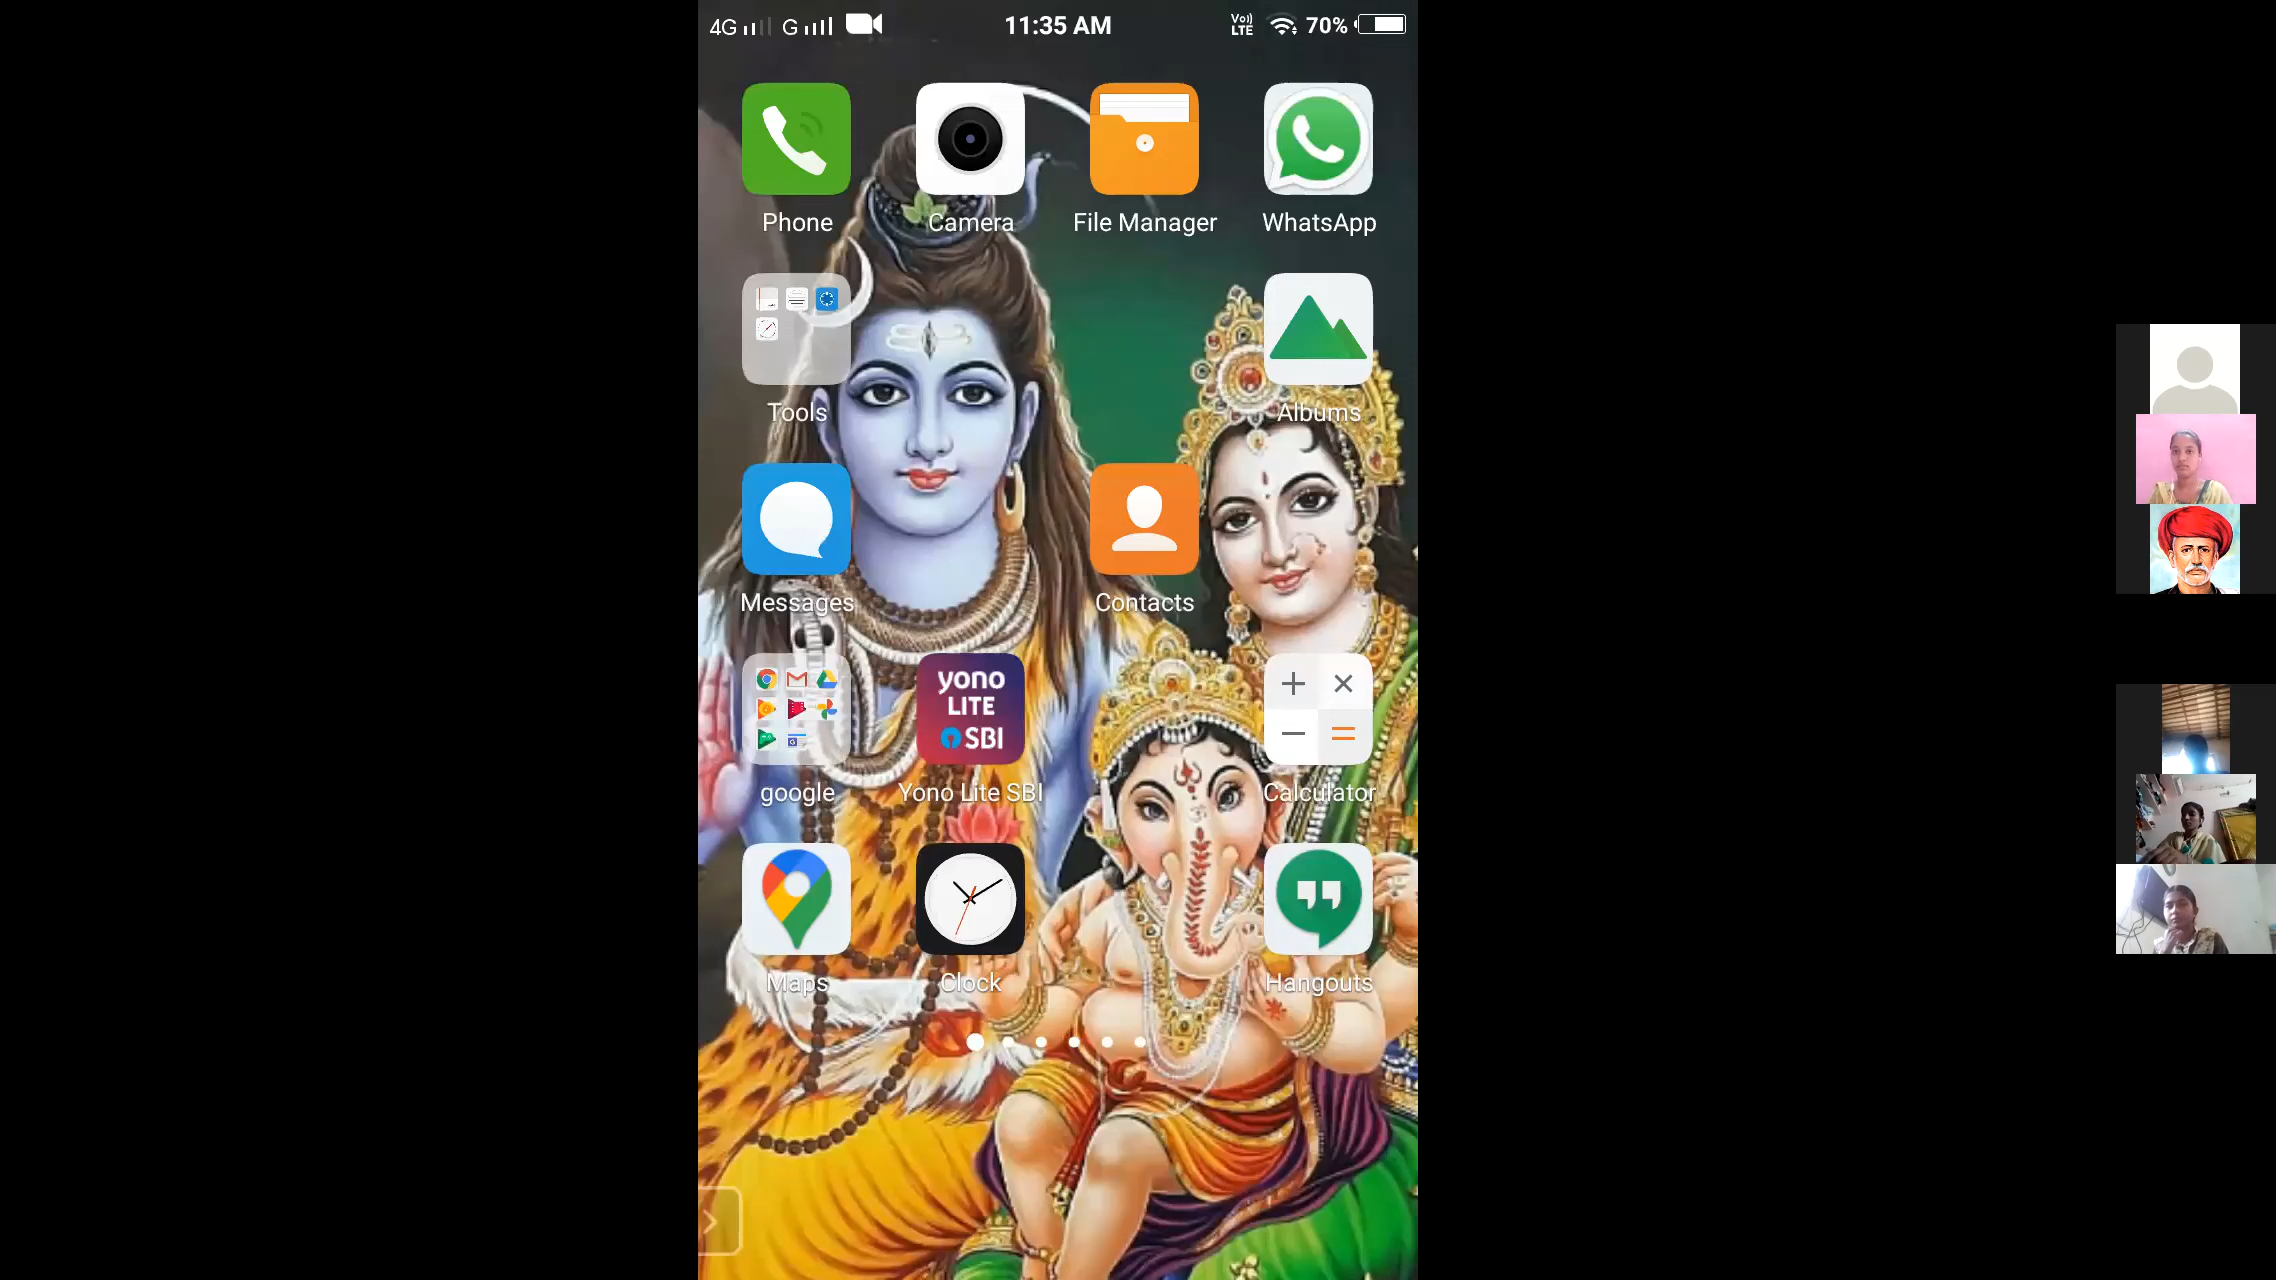 4G G 11:35 AM Vo)) LTE 70%
Phone Camera File Manager WhatsApp
Tools Albums
Messages Contacts
yono
LITE
SBI
google Yono Lite SBI Calculator
Maps Clock Hangouts